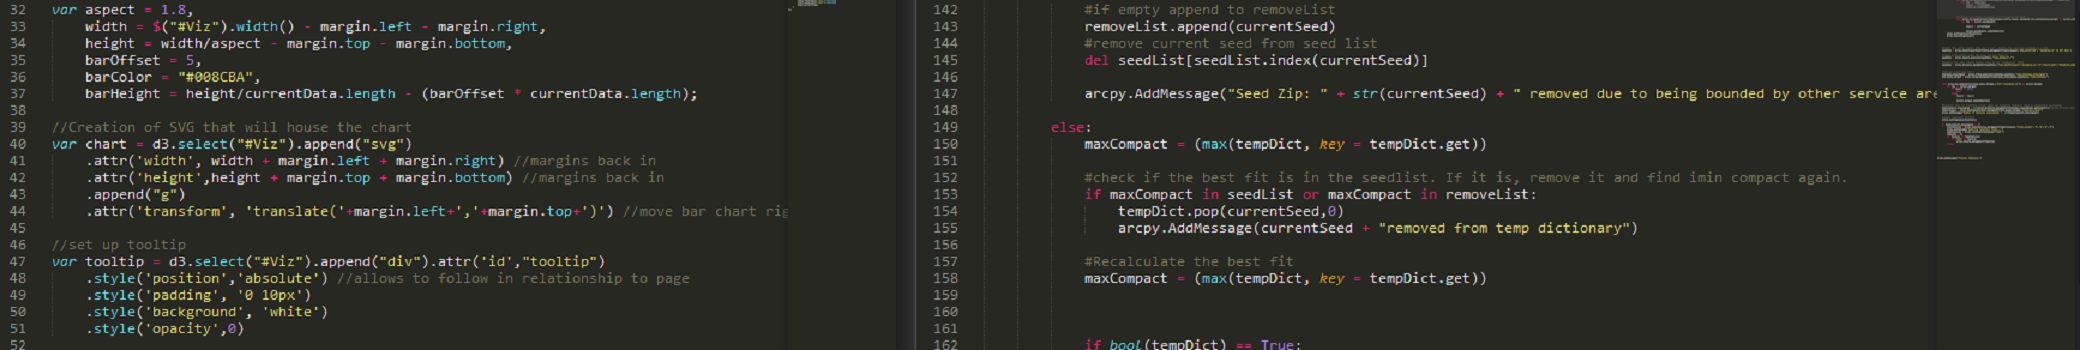 32 var aspect = 1.8,
33 width = $("#Viz").width() - margin.left - margin.right,
34 height = width/aspect - margin.top - margin.bottom,
35 barOffset = 5,
36 barColor = "#008CBA",
37 barHeight = height/currentData.length - (barOffset * currentData.length);
38
39 //Creation of SVG that will house the chart
40 var chart = d3.select("#Viz").append("svg")
41 .attr('width', width + margin.left + margin.right) //margins back in
42 .attr('height',height + margin.top + margin.bottom) //margins back in
43 .append("g")
44 .attr('transform', 'translate('+margin.left+','+margin.top+')') //move bar chart rig
45
46 //set up tooltip
47 var tooltip = d3.select("#Viz").append("div").attr('id',"tooltip")
48 .style('position','absolute') //allows to follow in relationship to page
49 .style('padding', '0 10px')
50 .style('background', 'white')
51 .style('opacity',0)
52
142 #if empty append to removeList
143 removeList.append(currentSeed)
144 #remove current seed from seed list
145 del seedList[seedList.index(currentSeed)]
146
147 arcpy.AddMessage("Seed Zip: " + str(currentSeed) + " removed due to being bounded by other service are
148
149 else:
150 maxCompact = (max(tempDict, key = tempDict.get))
151
152 #check if the best fit is in the seedlist. If it is, remove it and find imin compact again.
153 if maxCompact in seedList or maxCompact in removeList:
154 tempDict.pop(currentSeed,0)
155 arcpy.AddMessage(currentSeed + "removed from temp dictionary")
156
157 #Recalculate the best fit
158 maxCompact = (max(tempDict, key = tempDict.get))
159
160
161
162 if bool(tempDict) == True: